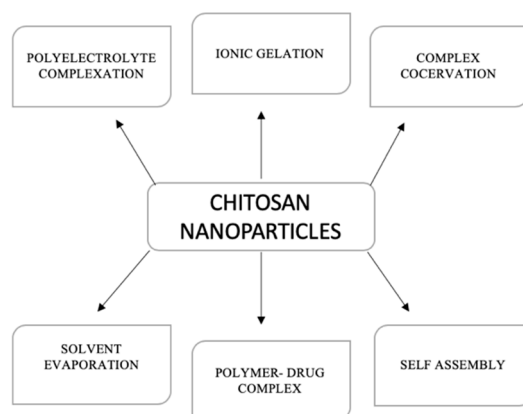 POLYELECTROLYTE
COMPLEXATION
IONIC GELATION
COMPLEX
COCERVATION
CHITOSAN
NANOPARTICLES
SOLVENT
EVAPORATION
POLYMER- DRUG
COMPLEX
SELF ASSEMBLY